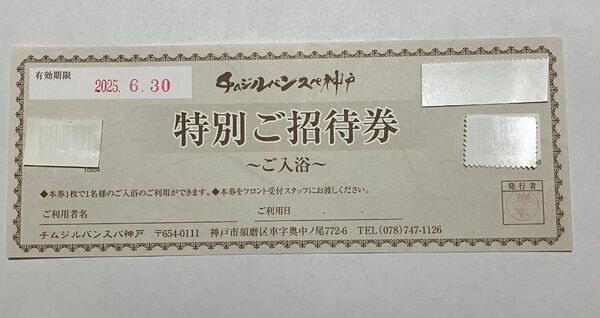 有効期限
2025. 6. 30
チムジルバンスパ神戸
特別ご招待券
～ご入浴～
◆本券1枚で1名様のご入浴のご利用ができます。◆本券をフロント受付スタッフにお渡しください。
発行者
ご利用者名
ご利用日 . .
チムジルバンスパ神戸 〒654-0111 神戸市須磨区車字奥中ノ尾772-6 TEL(078)747-1126